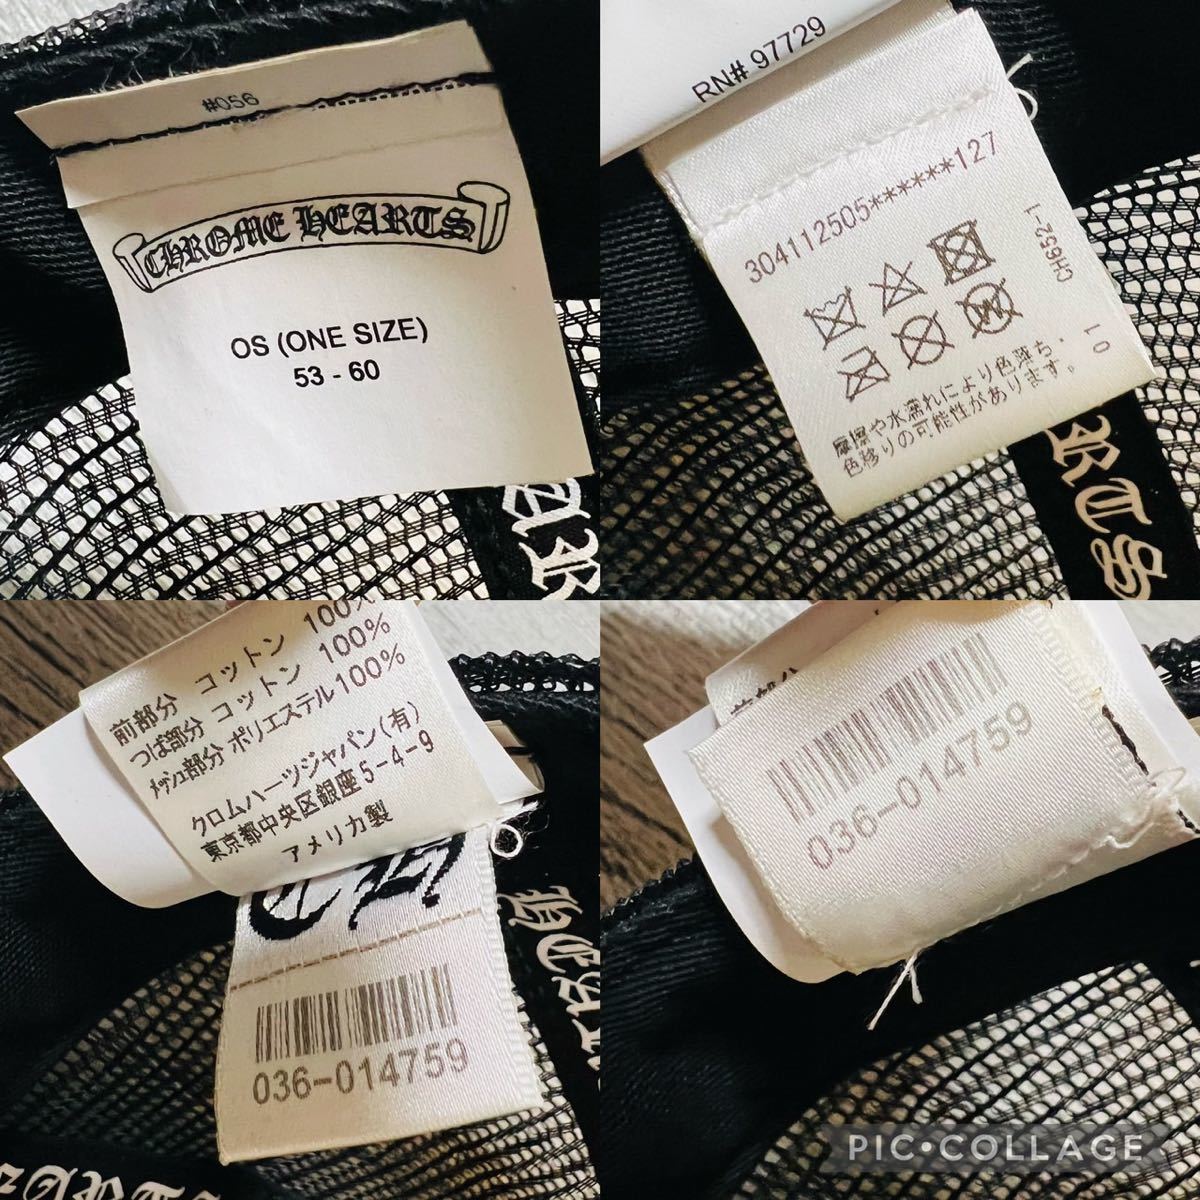 #056
CHROME HEARTS
OS (ONE SIZE)
53 - 60
RN# 97729
304112505******127
CH652-1
01
摩擦や水濡れにより色落ち・
色移りの可能性があります。
RTS
前部分 コットン 100%
つば部分 コットン 100%
メッシュ部分 ポリエステル100%
クロムハーツジャパン(有)
東京都中央区銀座5-4-9
アメリカ製
CH
036-014759
036-014759
PIC•COLLAGE